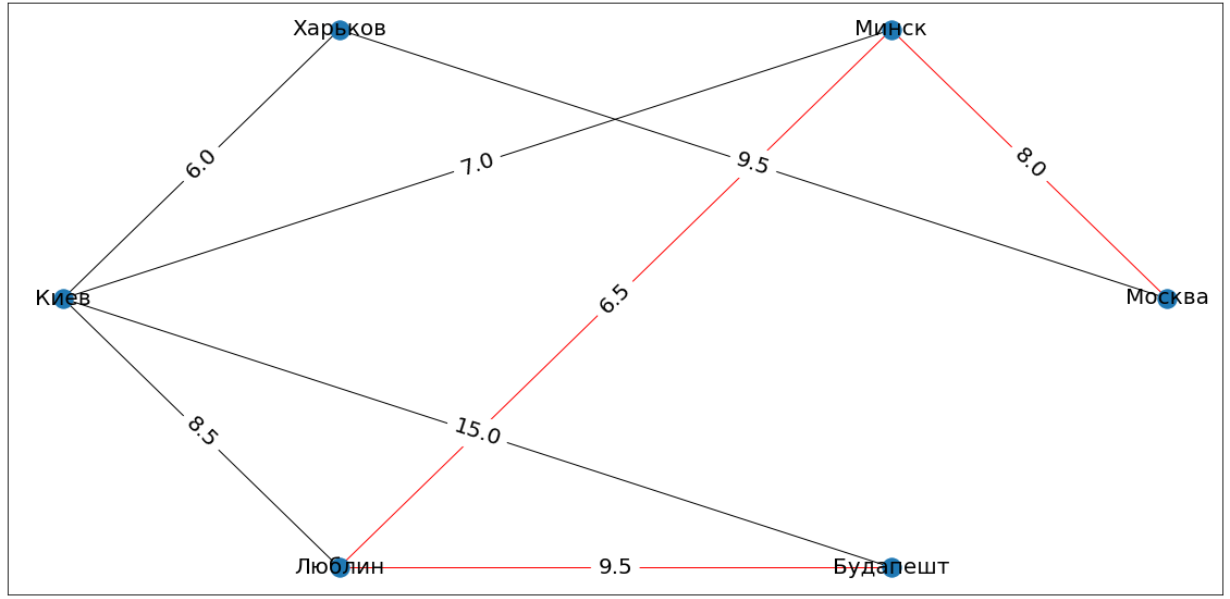 Харьков
Минск
6.0
7.0
9.5
8.0
Киев
6.5
Москва
8.5
15.0
Люблин
9.5
Будапешт